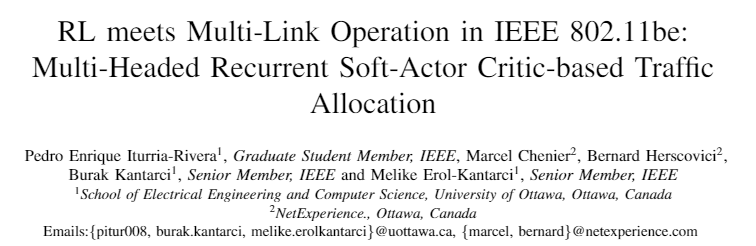 RL meets Multi-Link Operation in IEEE 802.11be:
Multi-Headed Recurrent Soft-Actor Critic-based Traffic
Allocation
Pedro Enrique Iturria-Rivera1, Graduate Student Member, IEEE, Marcel Chenier2, Bernard Herscovici2,
Burak Kantarci1, Senior Member, IEEE and Melike Erol-Kantarci1, Senior Member, IEEE
1School of Electrical Engineering and Computer Science, University of Ottawa, Ottawa, Canada
2NetExperience., Ottawa, Canada
Emails:{pitur008, burak.kantarci, melike.erolkantarci}@uottawa.ca, {marcel, bernard}@netexperience.com